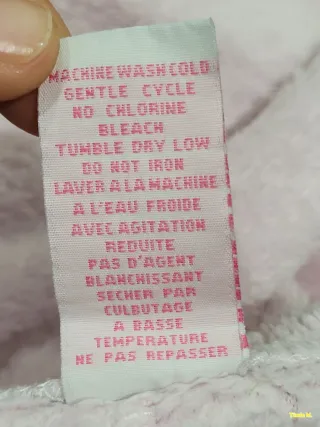 MACHINE WASH COLD
GENTLE CYCLE
NO CHLORINE
BLEACH
TUMBLE DRY LOW
DO NOT IRON
LAVER A LA MACHINE
A L'EAU FROIDE
AVEC AGITATION
REDUITE
PAS D'AGENT
BLANCHISSANT
SECHER PAR
CULBUTAGE
A BASSE
TEMPERATURE
NE PAS REPASSER